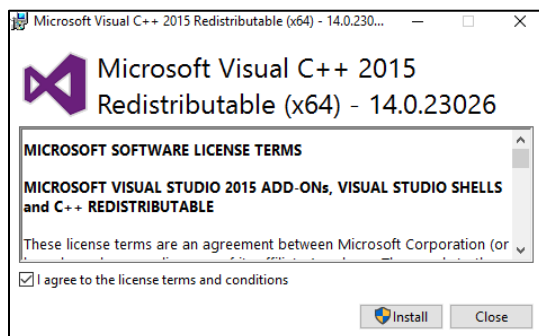 Microsoft Visual C++ 2015 Redistributable (x64) - 14.0.230...
Microsoft Visual C++ 2015
Redistributable (x64) - 14.0.23026
MICROSOFT SOFTWARE LICENSE TERMS
MICROSOFT VISUAL STUDIO 2015 ADD-ONs, VISUAL STUDIO SHELLS
and C++ REDISTRIBUTABLE
These license terms are an agreement between Microsoft Corporation (or
I agree to the license terms and conditions
Install Close